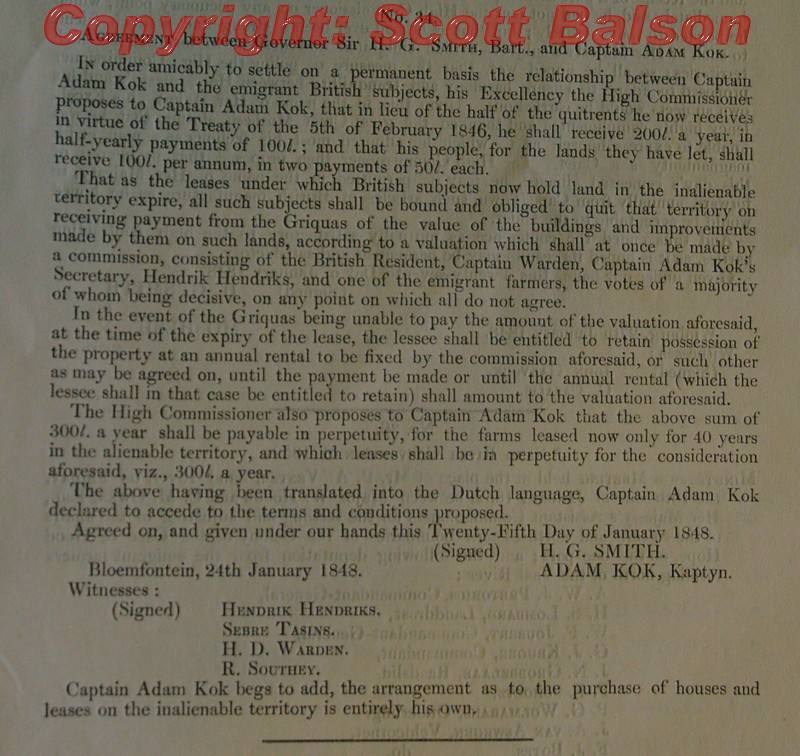 No. 34.
Copyright: Scott Balson
AGREEMENT between Governor Sir H. G. SMITH, Bart., and Captain ADAM KOK.
IN order amicably to settle on a permanent basis the relationship between Captain
Adam Kok and the emigrant British subjects, his Excellency the High Commissioner
proposes to Captain Adam Kok, that in lieu of the half of the quitrents he now receives
in virtue of the Treaty of the 5th of February 1846, he shall receive 200l. a year, in
half-yearly payments of 100l.; and that his people, for the lands they have let, shall
receive 100l. per annum, in two payments of 50l. each.
That as the leases under which British subjects now hold land in the inalienable
territory expire, all such subjects shall be bound and obliged to quit that territory on
receiving payment from the Griquas of the value of the buildings and improvements
made by them on such lands, according to a valuation which shall at once be made by
a commission, consisting of the British Resident, Captain Warden, Captain Adam Kok's
Secretary, Hendrik Hendriks, and one of the emigrant farmers, the votes of a majority
of whom being decisive, on any point on which all do not agree.
In the event of the Griquas being unable to pay the amount of the valuation aforesaid,
at the time of the expiry of the lease, the lessee shall be entitled to retain possession of
the property at an annual rental to be fixed by the commission aforesaid, or such other
as may be agreed on, until the payment be made or until the annual rental (which the
lessee shall in that case be entitled to retain) shall amount to the valuation aforesaid.
The High Commissioner also proposes to Captain Adam Kok that the above sum of
300l. a year shall be payable in perpetuity, for the farms leased now only for 40 years
in the alienable territory, and which leases shall be in perpetuity for the consideration
aforesaid, viz., 300l. a year.
The above having been translated into the Dutch language, Captain Adam Kok
declared to accede to the terms and conditions proposed.
Agreed on, and given under our hands this Twenty-Fifth Day of January 1848.
(Signed) H. G. SMITH.
Bloemfontein, 24th January 1848. ADAM KOK, Kaptyn.
Witnesses:
(Signed) HENDRIK HENDRIKS.
SEBRE TASINS.
H. D. WARDEN.
R. SOUTHEY.
Captain Adam Kok begs to add, the arrangement as to the purchase of houses and
leases on the inalienable territory is entirely his own.